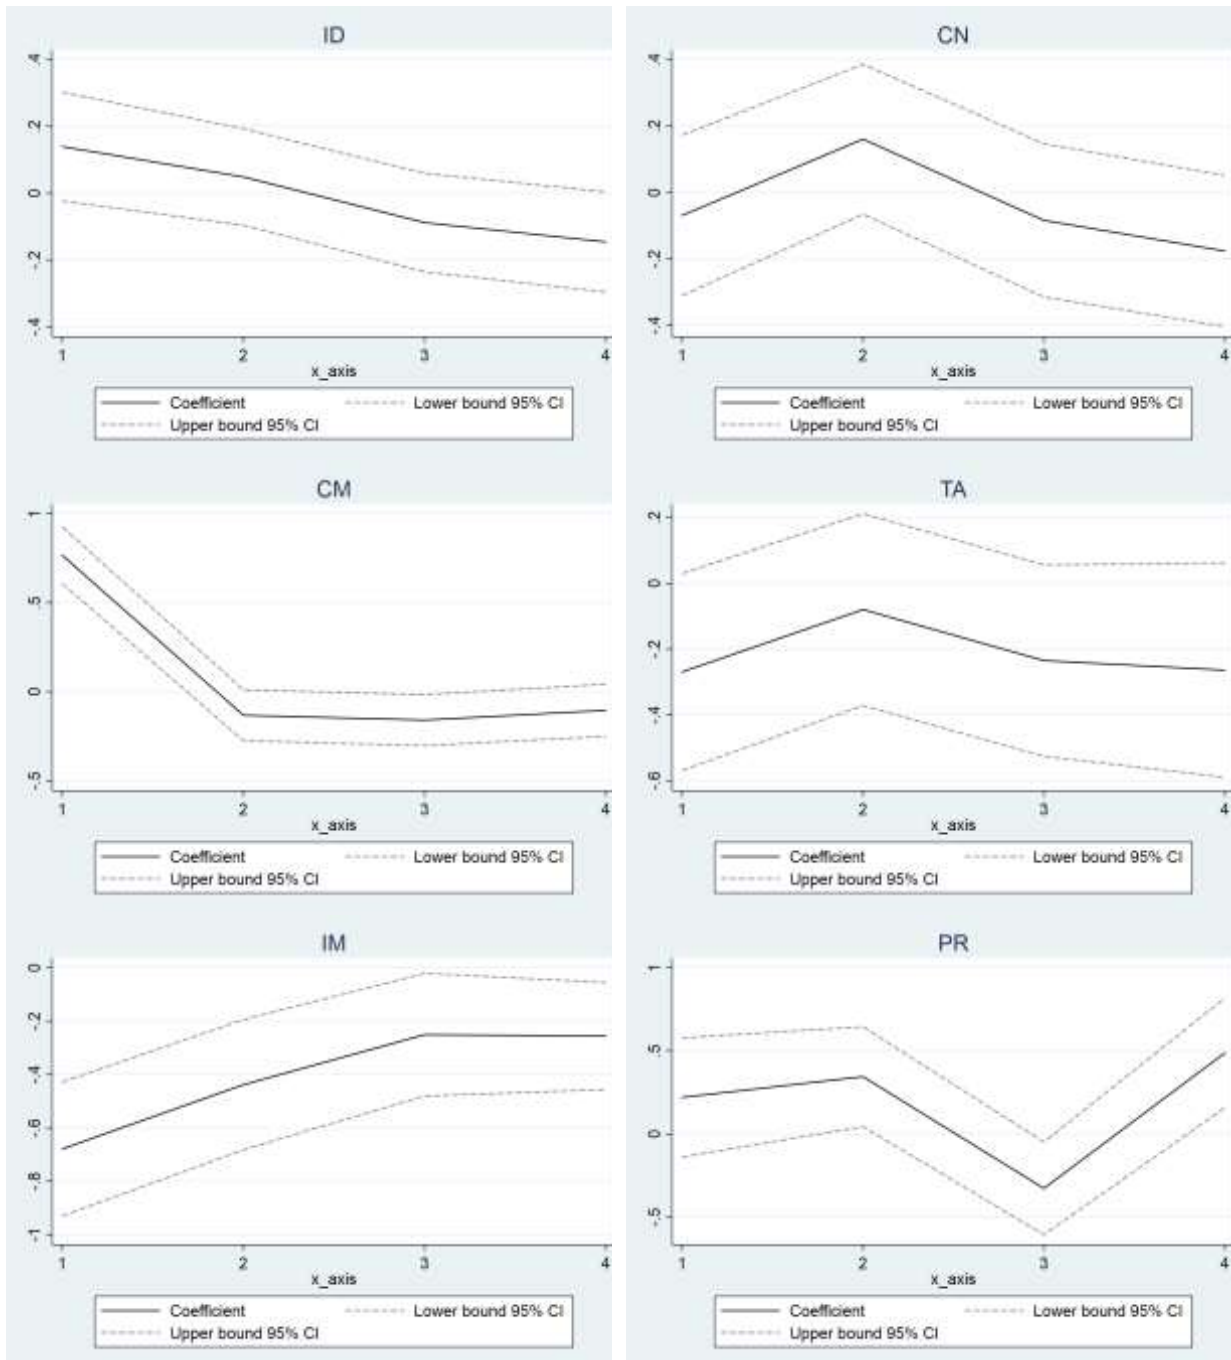 ID
.4
.2
0
-.2
-.4
1 2 3 4
x_axis
Coefficient Lower bound 95% CI
Upper bound 95% CI
CN
.4
.2
0
-.2
-.4
1 2 3 4
x_axis
Coefficient Lower bound 95% CI
Upper bound 95% CI
CM
1
.5
0
-.5
1 2 3 4
x_axis
Coefficient Lower bound 95% CI
Upper bound 95% CI
TA
.2
0
-.2
-.4
-.6
1 2 3 4
x_axis
Coefficient Lower bound 95% CI
Upper bound 95% CI
IM
0
-.2
-.4
-.6
-.8
-1
1 2 3 4
x_axis
Coefficient Lower bound 95% CI
Upper bound 95% CI
PR
1
.5
0
-.5
1 2 3 4
x_axis
Coefficient Lower bound 95% CI
Upper bound 95% CI